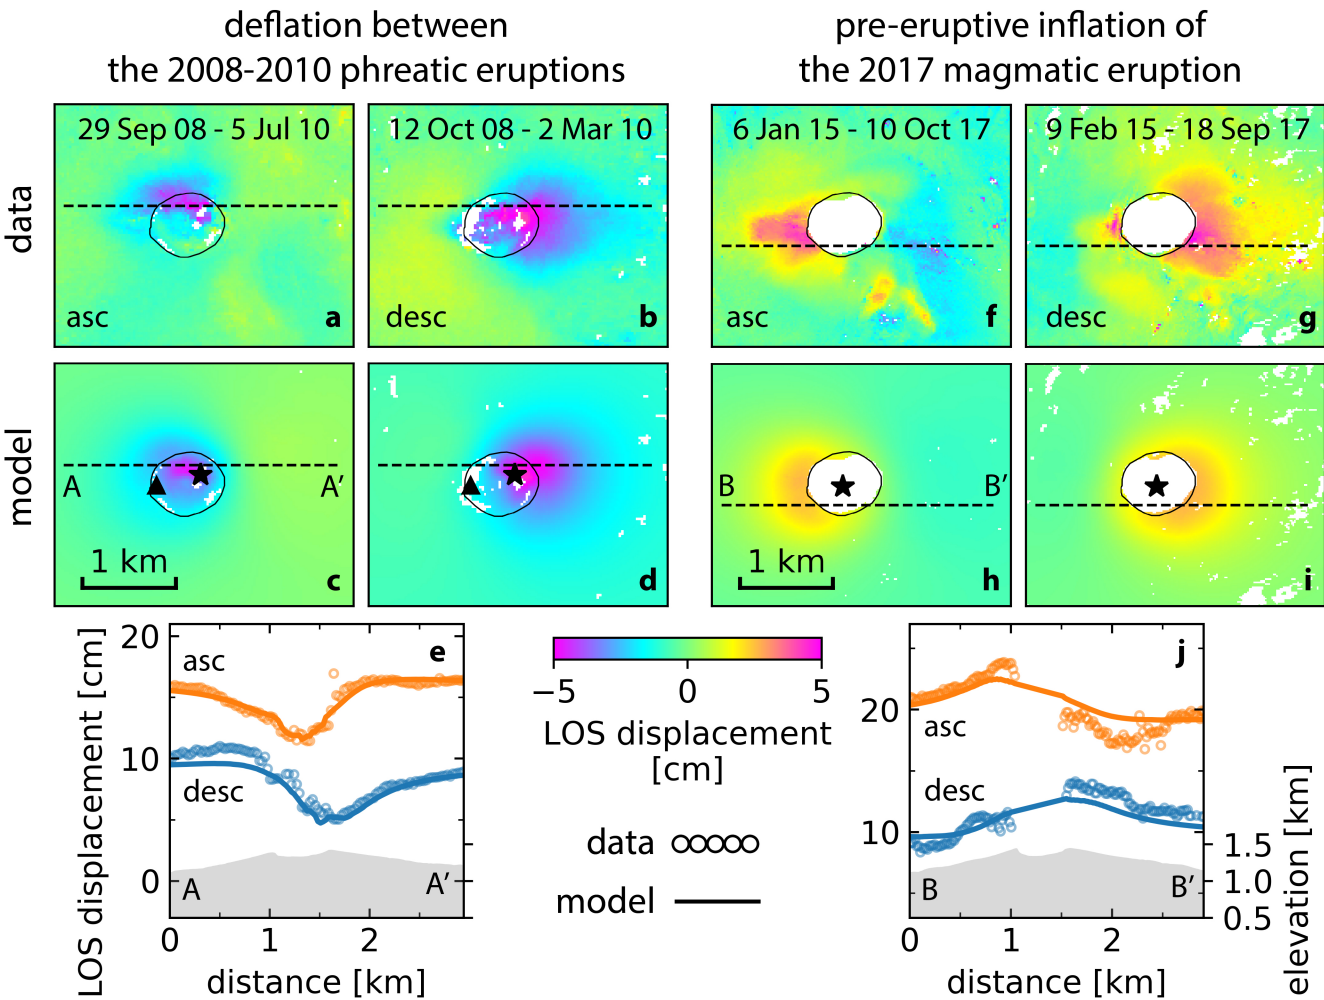 deflation between
the 2008-2010 phreatic eruptions
pre-eruptive inflation of
the 2017 magmatic eruption
data
29 Sep 08 - 5 Jul 10
asc
a
12 Oct 08 - 2 Mar 10
desc
b
6 Jan 15 - 10 Oct 17
asc
f
9 Feb 15 - 18 Sep 17
desc
g
model
A
A′
1 km
c
d
B
B′
1 km
h
i
LOS displacement [cm]
20
10
0
asc
desc
e
A
A′
0
1
2
distance [km]
−5
0
5
LOS displacement
[cm]
data
model
20
10
asc
desc
j
B
B′
1.5
1.0
0.5
elevation [km]
0
1
2
distance [km]